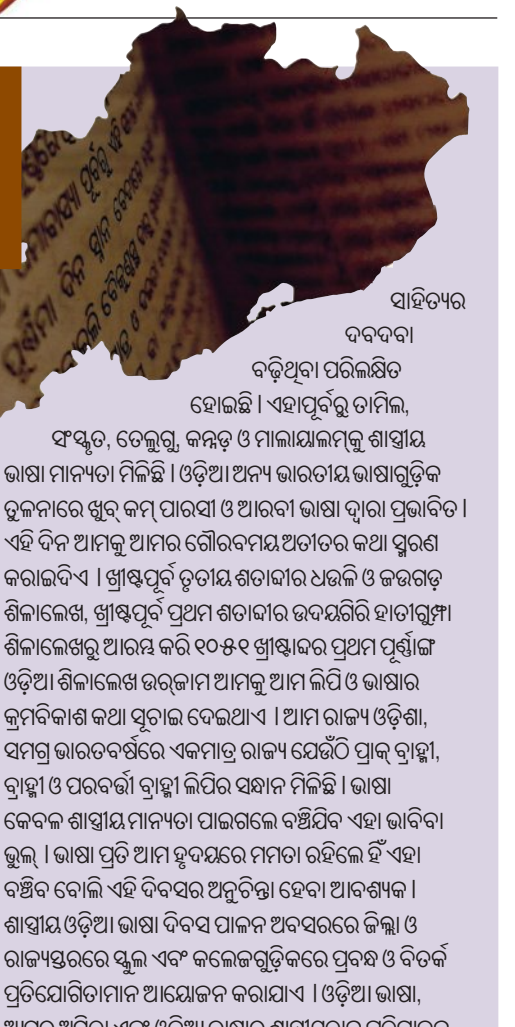 ସାହିତ୍ୟର
ଦବଦବା
ବଢ଼ିଥିବା ପରିଲକ୍ଷିତ
ହୋଇଛି । ଏହାପୂର୍ବରୁ ତାମିଲ,
ସଂସ୍କୃତ, ତେଲୁଗୁ, କନ୍ନଡ଼ ଓ ମାଲାୟାଲମ୍‌କୁ ଶାସ୍ତ୍ରୀୟ
ଭାଷା ମାନ୍ୟତା ମିଳିଛି । ଓଡ଼ିଆ ଅନ୍ୟ ଭାରତୀୟ ଭାଷାଗୁଡ଼ିକ
ତୁଳନାରେ ଖୁବ୍ କମ୍ ପାରସୀ ଓ ଆରବୀ ଭାଷା ଦ୍ୱାରା ପ୍ରଭାବିତ ।
ଏହି ଦିନ ଆମକୁ ଆମର ଗୌରବମୟ ଅତୀତର କଥା ସ୍ମରଣ
କରାଇଦିଏ । ଖ୍ରୀଷ୍ଟପୂର୍ବ ତୃତୀୟ ଶତାବ୍ଦୀର ଧଉଳି ଓ ଜଉଗଡ଼
ଶିଳାଲେଖ, ଖ୍ରୀଷ୍ଟପୂର୍ବ ପ୍ରଥମ ଶତାବ୍ଦୀର ଉଦୟଗିରି ହାତୀଗୁମ୍ଫା
ଶିଳାଲେଖରୁ ଆରମ୍ଭ କରି ୧୦୫୧ ଖ୍ରୀଷ୍ଟାବ୍ଦର ପ୍ରଥମ ପୂର୍ଣ୍ଣାଙ୍ଗ
ଓଡ଼ିଆ ଶିଳାଲେଖ ଉର୍‌ଜାମ ଆମକୁ ଆମ ଲିପି ଓ ଭାଷାର
କ୍ରମବିକାଶ କଥା ସୂଚାଇ ଦେଇଥାଏ । ଆମ ରାଜ୍ୟ ଓଡ଼ିଶା,
ସମଗ୍ର ଭାରତବର୍ଷରେ ଏକମାତ୍ର ରାଜ୍ୟ ଯେଉଁଠି ପ୍ରାକ୍ ବ୍ରାହ୍ମୀ,
ବ୍ରାହ୍ମୀ ଓ ପରବର୍ତ୍ତୀ ବ୍ରାହ୍ମୀ ଲିପିର ସନ୍ଧାନ ମିଳିଛି । ଭାଷା
କେବଳ ଶାସ୍ତ୍ରୀୟ ମାନ୍ୟତା ପାଇଗଲେ ବଞ୍ଚିଯିବ ଏହା ଭାବିବା
ଭୁଲ୍ । ଭାଷା ପ୍ରତି ଆମ ହୃଦୟରେ ମମତା ରହିଲେ ହିଁ ଏହା
ବଞ୍ଚିବ ବୋଲି ଏହି ଦିବସର ଅନୁଚିନ୍ତା ହେବା ଆବଶ୍ୟକ ।
ଶାସ୍ତ୍ରୀୟ ଓଡ଼ିଆ ଭାଷା ଦିବସ ପାଳନ ଅବସରରେ ଜିଲ୍ଲା ଓ
ରାଜ୍ୟସ୍ତରରେ ସ୍କୁଲ ଏବଂ କଲେଜଗୁଡ଼ିକରେ ପ୍ରବନ୍ଧ ଓ ବିତର୍କ
ପ୍ରତିଯୋଗିତାମାନ ଆୟୋଜନ କରାଯାଏ । ଓଡ଼ିଆ ଭାଷା,